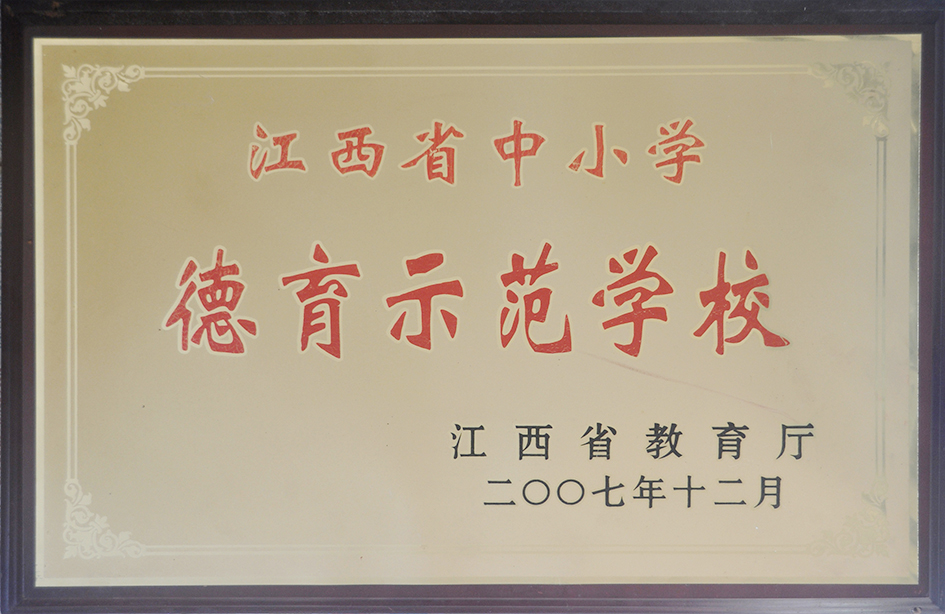 江西省中小学
德育示范学校
江西省教育厅
二〇〇七年十二月